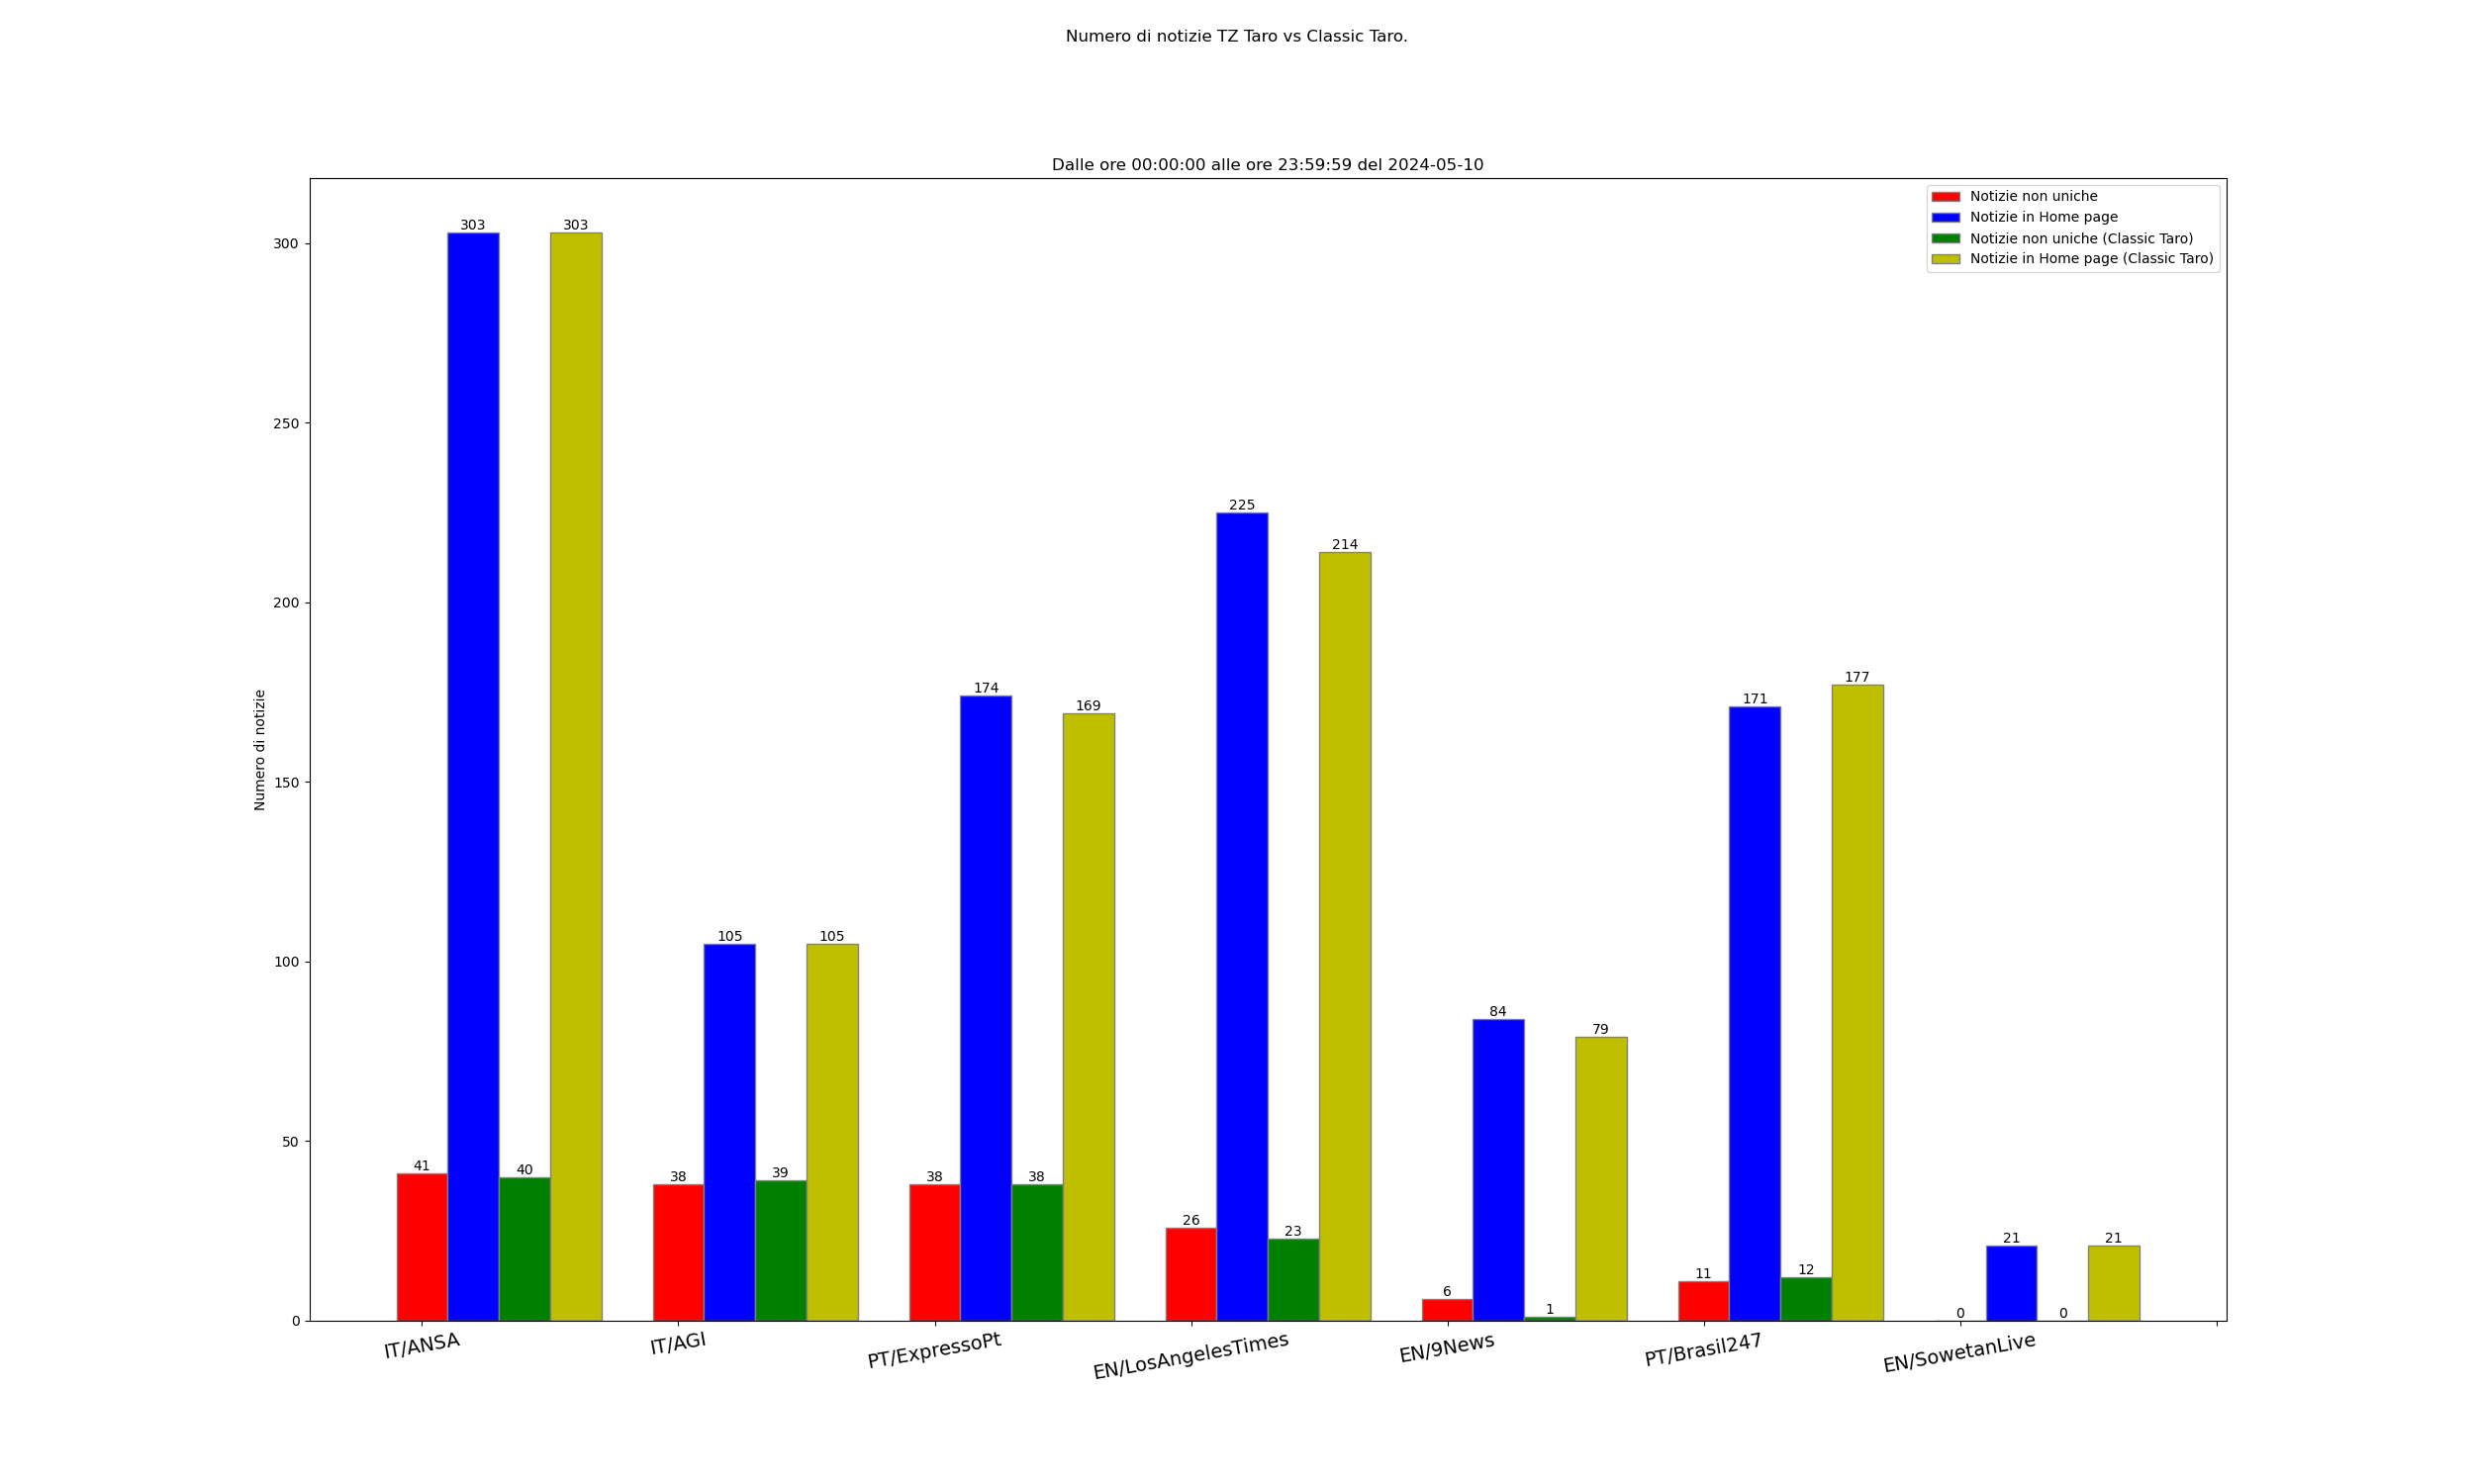 Numero di notizie TZ Taro vs Classic Taro.
Dalle ore 00:00:00 alle ore 23:59:59 del 2024-05-10
Notizie non uniche
Notizie in Home page
Notizie non uniche (Classic Taro)
Notizie in Home page (Classic Taro)
Numero di notizie
300
250
200
150
100
50
0
41
303
40
303
38
105
39
105
38
174
38
169
26
225
23
214
6
84
1
79
11
171
12
177
0
21
0
21
IT/ANSA
IT/AGI
PT/ExpressoPt
EN/LosAngelesTimes
EN/9News
PT/Brasil247
EN/SowetanLive